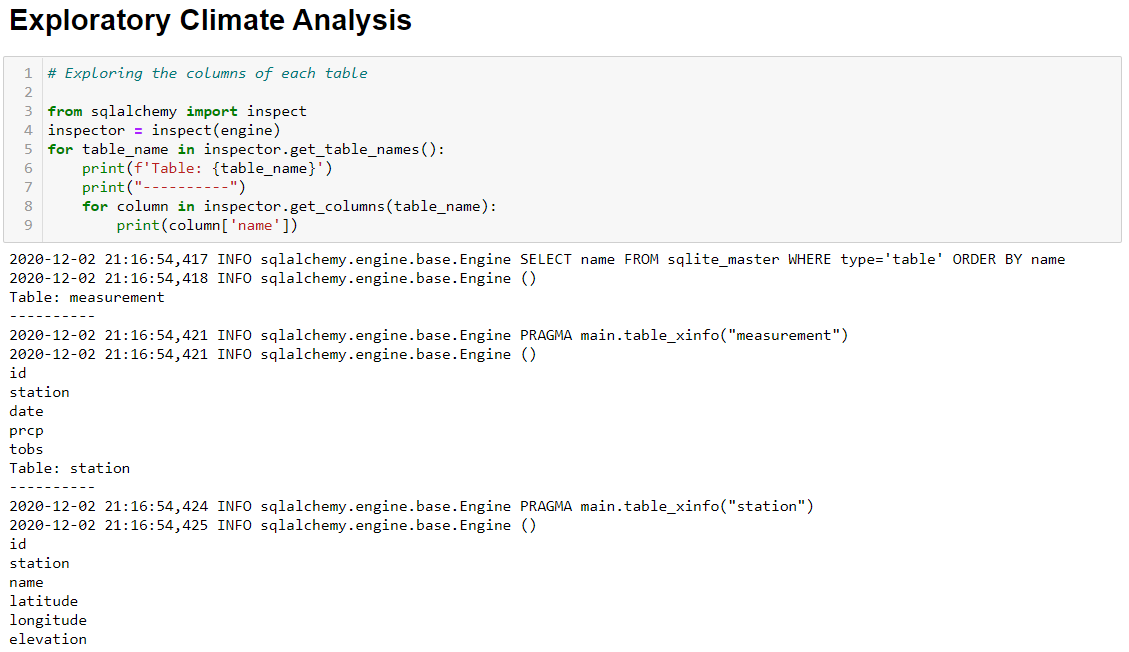 Exploratory Climate Analysis
1 # Exploring the columns of each table
2
3 from sqlalchemy import inspect
4 inspector = inspect(engine)
5 for table_name in inspector.get_table_names():
6     print(f'Table: {table_name}')
7     print("----------")
8     for column in inspector.get_columns(table_name):
9         print(column['name'])
2020-12-02 21:16:54,417 INFO sqlalchemy.engine.base.Engine SELECT name FROM sqlite_master WHERE type='table' ORDER BY name
2020-12-02 21:16:54,418 INFO sqlalchemy.engine.base.Engine ()
Table: measurement
----------
2020-12-02 21:16:54,421 INFO sqlalchemy.engine.base.Engine PRAGMA main.table_xinfo("measurement")
2020-12-02 21:16:54,421 INFO sqlalchemy.engine.base.Engine ()
id
station
date
prcp
tobs
Table: station
----------
2020-12-02 21:16:54,424 INFO sqlalchemy.engine.base.Engine PRAGMA main.table_xinfo("station")
2020-12-02 21:16:54,425 INFO sqlalchemy.engine.base.Engine ()
id
station
name
latitude
longitude
elevation